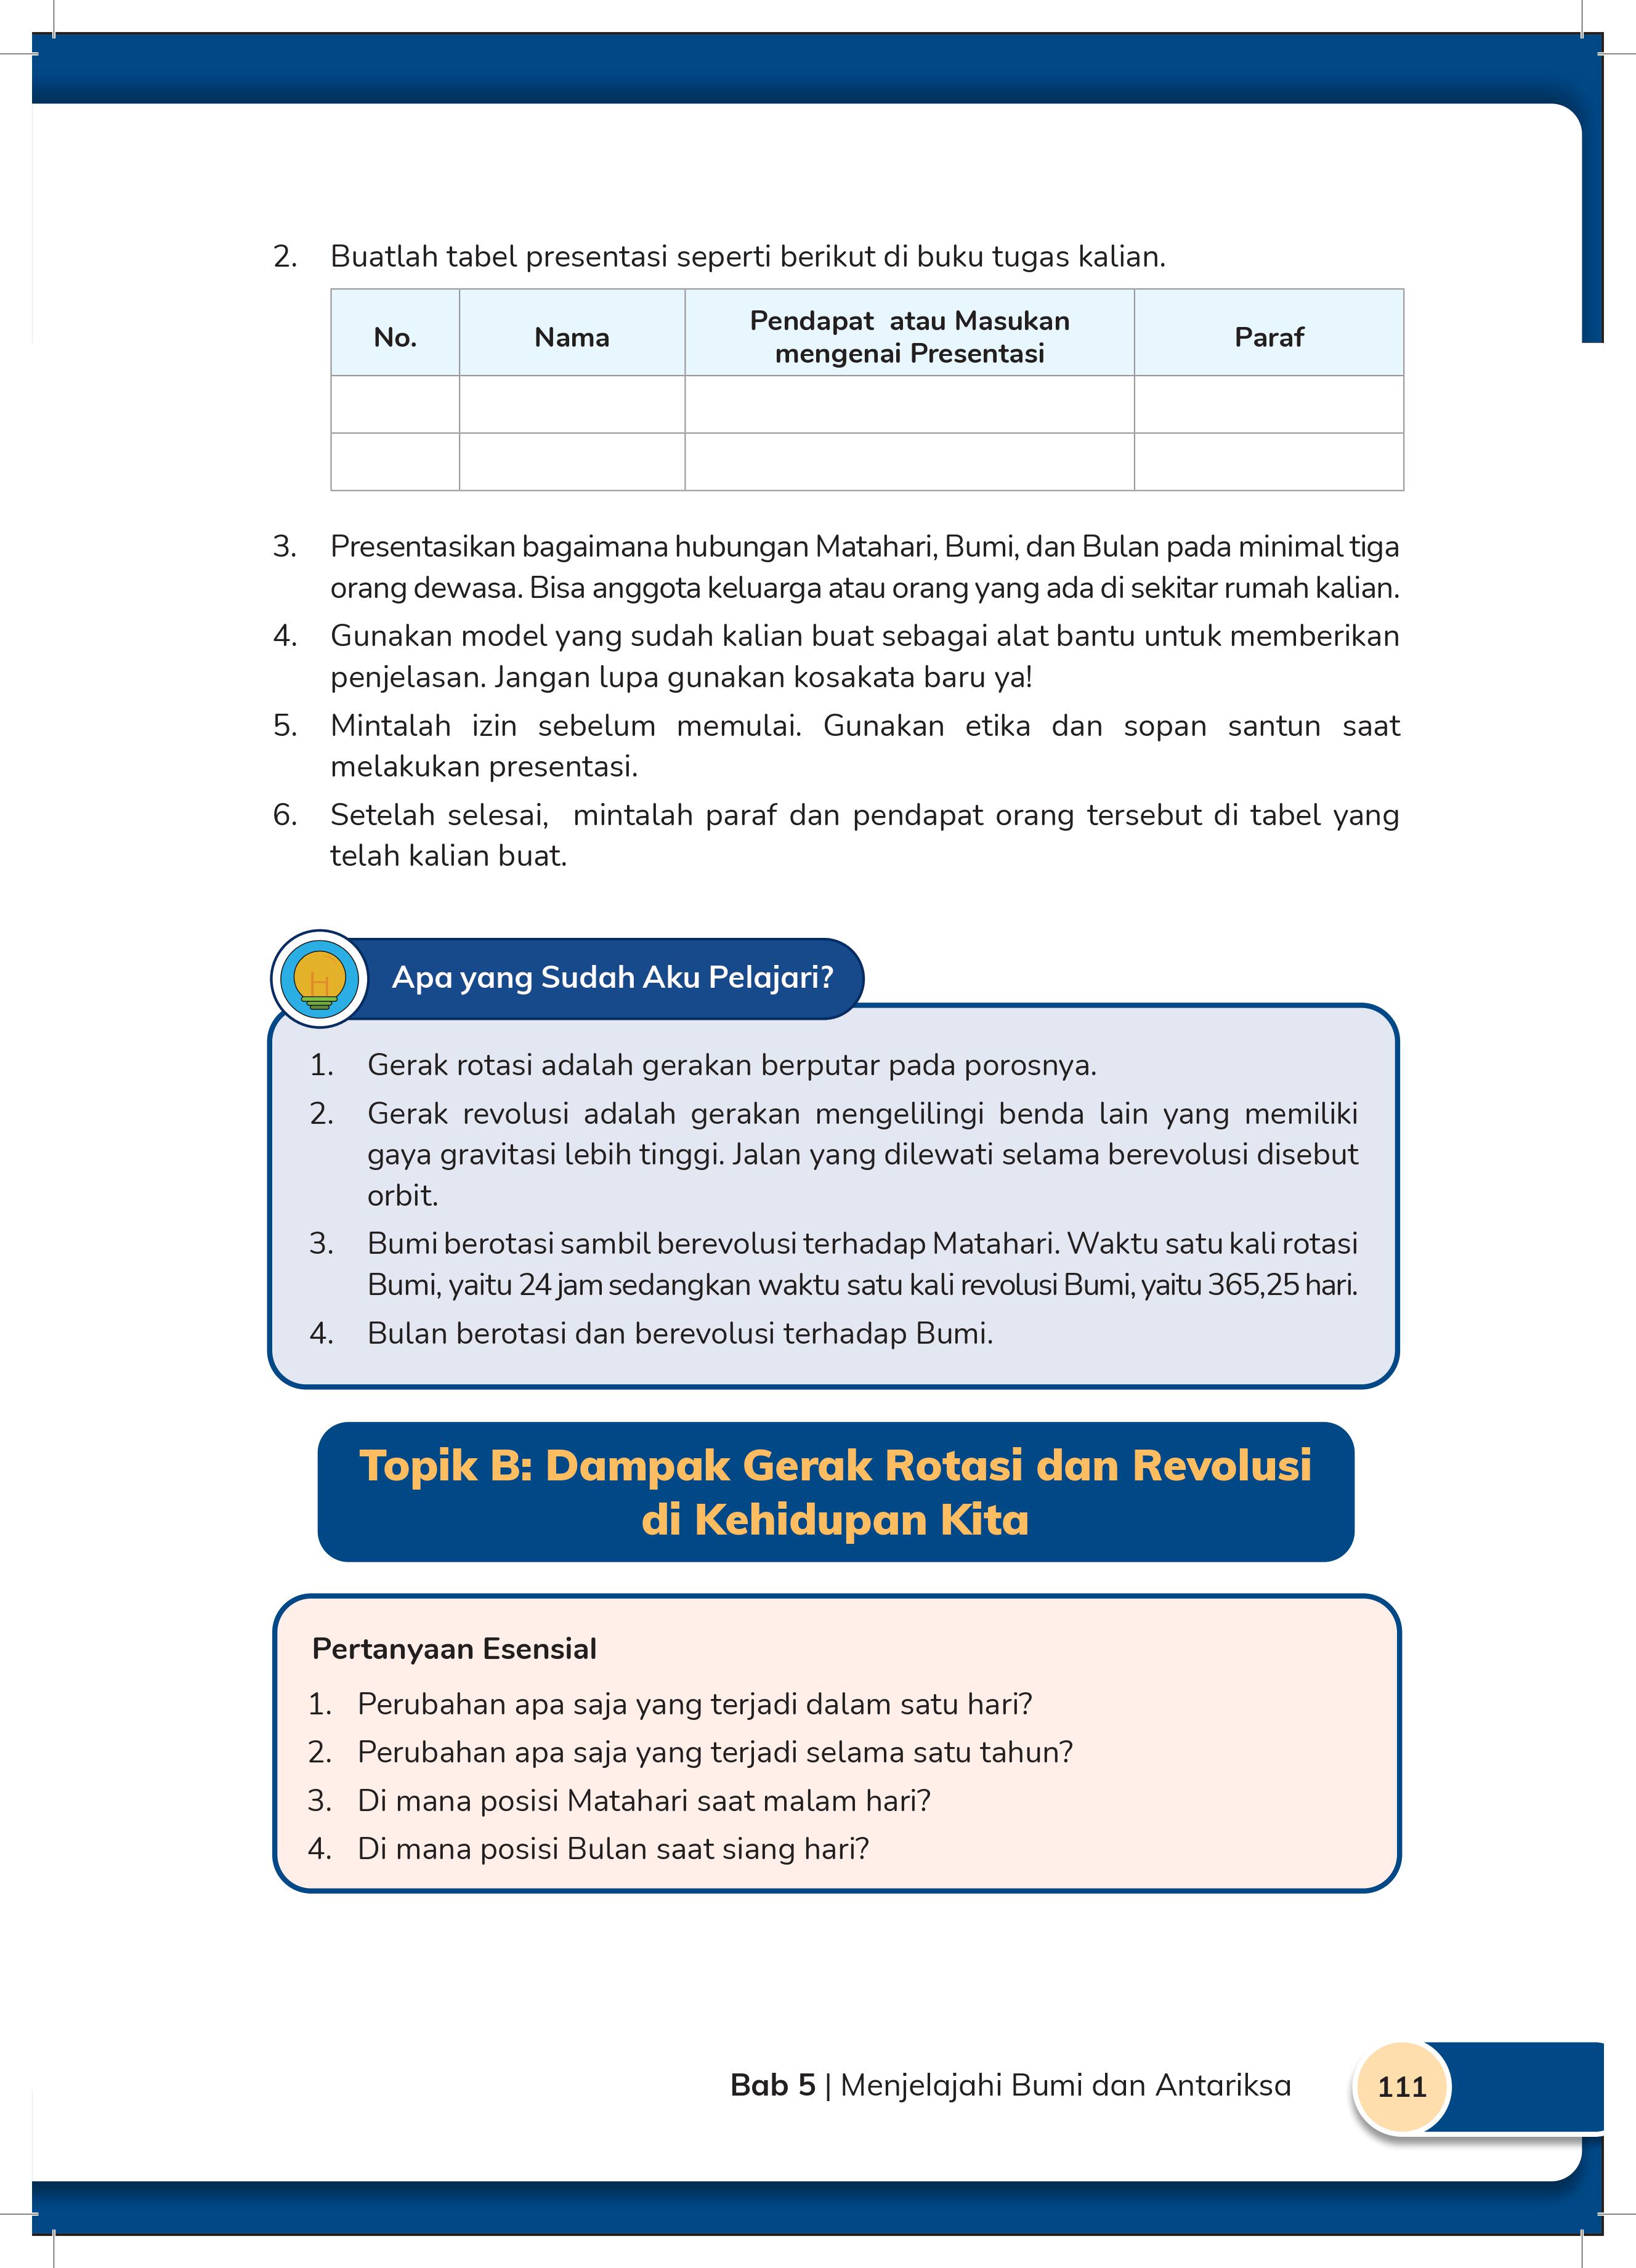 2. Buatlah tabel presentasi seperti berikut di buku tugas kalian.
No. Nama Pendapat atau Masukan mengenai Presentasi Paraf
3. Presentasikan bagaimana hubungan Matahari, Bumi, dan Bulan pada minimal tiga
orang dewasa. Bisa anggota keluarga atau orang yang ada di sekitar rumah kalian.
4. Gunakan model yang sudah kalian buat sebagai alat bantu untuk memberikan
penjelasan. Jangan lupa gunakan kosakata baru ya!
5. Mintalah izin sebelum memulai. Gunakan etika dan sopan santun saat
melakukan presentasi.
6. Setelah selesai, mintalah paraf dan pendapat orang tersebut di tabel yang
telah kalian buat.
Apa yang Sudah Aku Pelajari?
1. Gerak rotasi adalah gerakan berputar pada porosnya.
2. Gerak revolusi adalah gerakan mengelilingi benda lain yang memiliki
gaya gravitasi lebih tinggi. Jalan yang dilewati selama berevolusi disebut
orbit.
3. Bumi berotasi sambil berevolusi terhadap Matahari. Waktu satu kali rotasi
Bumi, yaitu 24 jam sedangkan waktu satu kali revolusi Bumi, yaitu 365,25 hari.
4. Bulan berotasi dan berevolusi terhadap Bumi.
Topik B: Dampak Gerak Rotasi dan Revolusi
di Kehidupan Kita
Pertanyaan Esensial
1. Perubahan apa saja yang terjadi dalam satu hari?
2. Perubahan apa saja yang terjadi selama satu tahun?
3. Di mana posisi Matahari saat malam hari?
4. Di mana posisi Bulan saat siang hari?
Bab 5 | Menjelajahi Bumi dan Antariksa 111